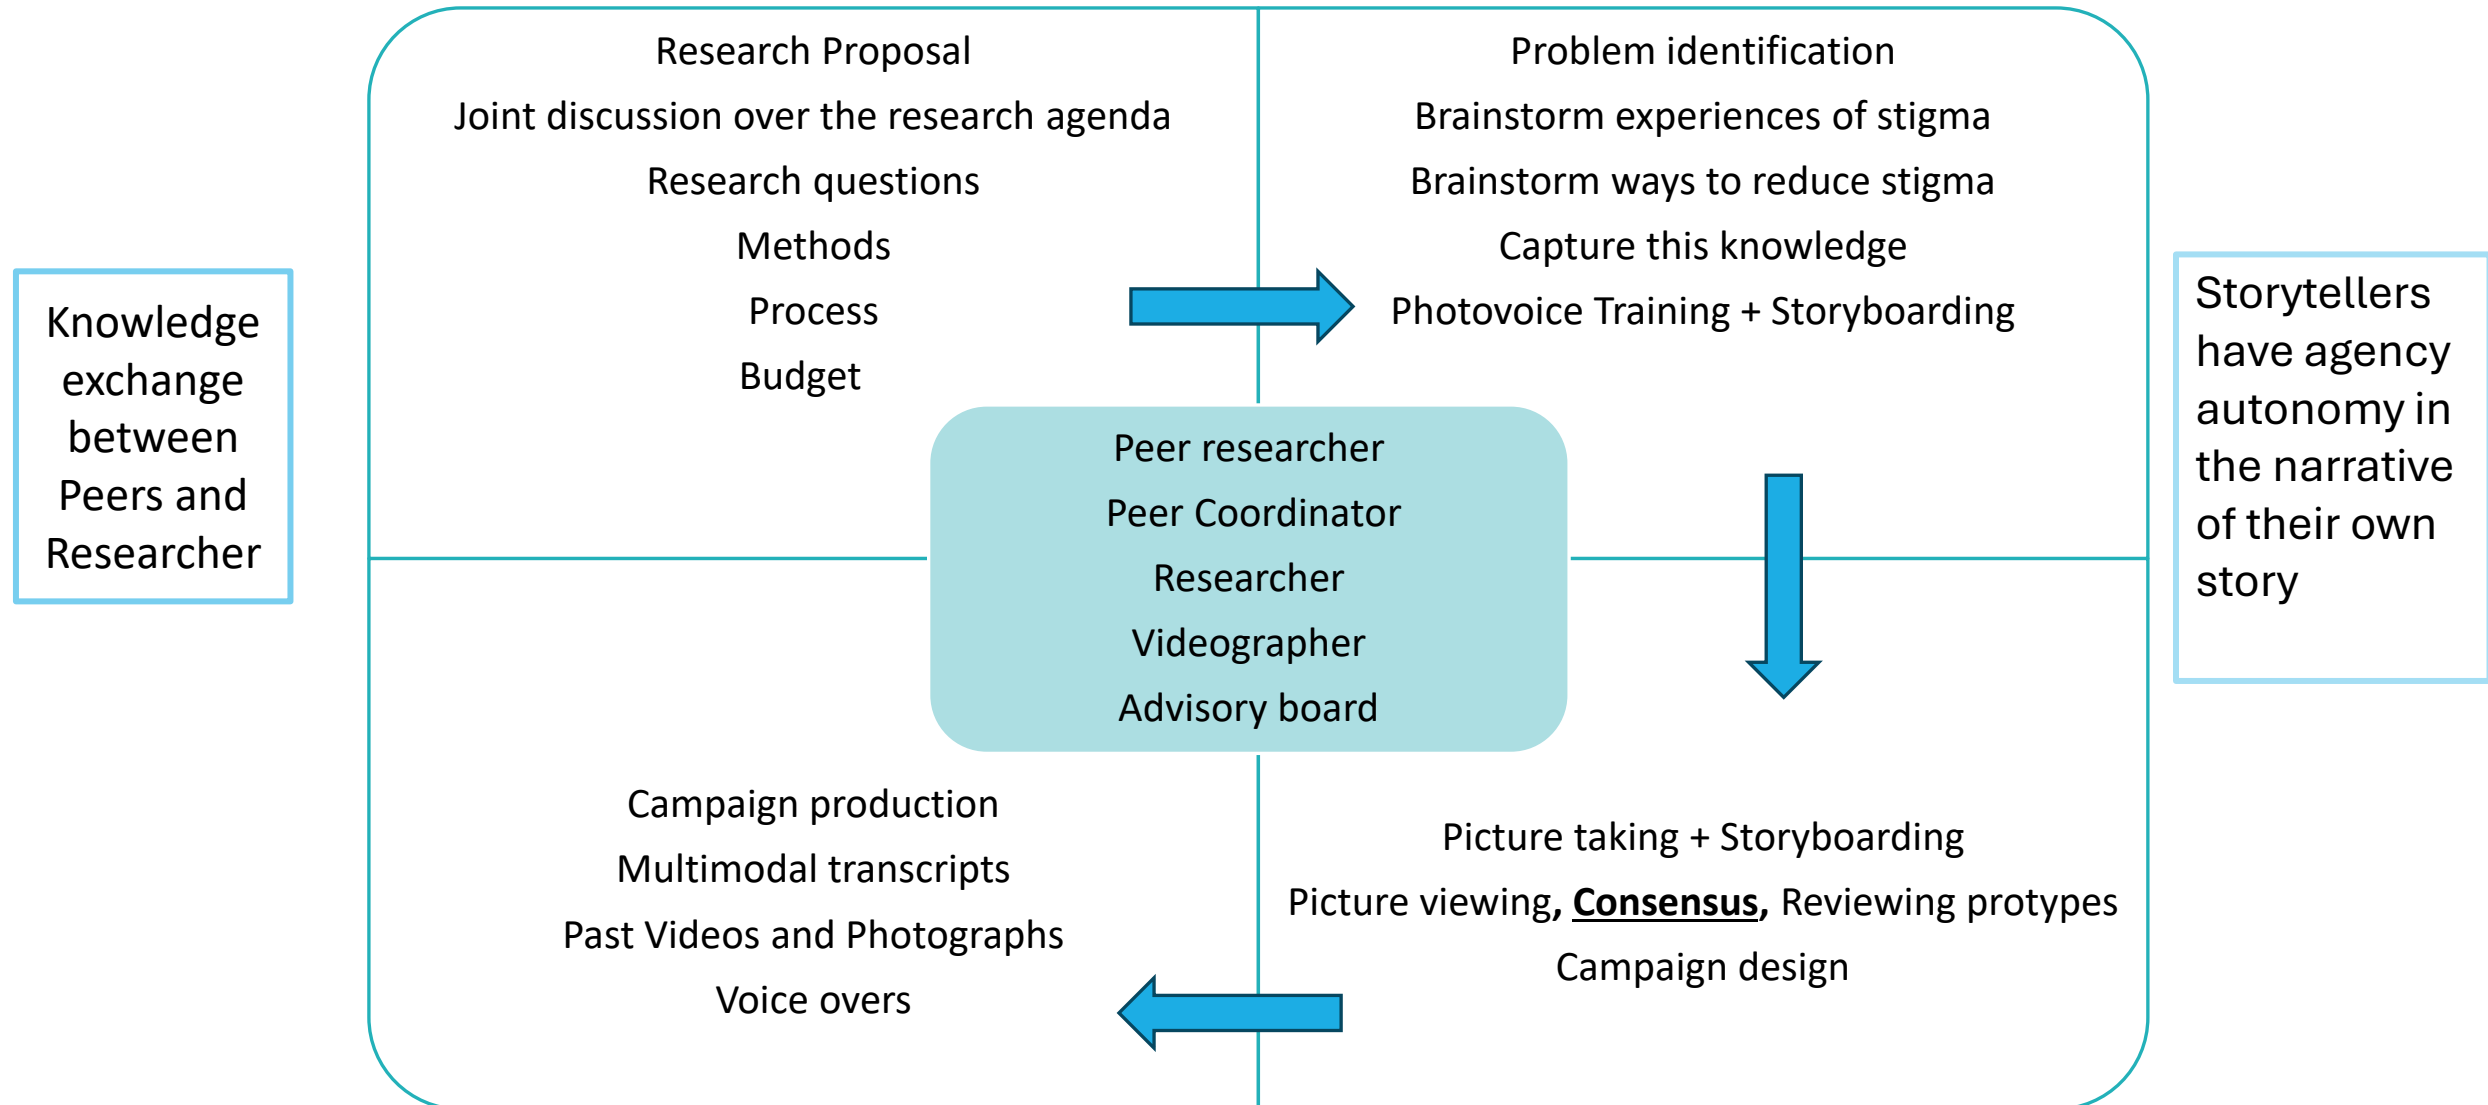 Research Proposal
Joint discussion over the research agenda
Research questions
Methods
Process
Budget
Problem identification
Brainstorm experiences of stigma
Brainstorm ways to reduce stigma
Capture this knowledge
Photovoice Training + Storyboarding
Knowledge
exchange
between
Peers and
Researcher
Peer researcher
Peer Coordinator
Researcher
Videographer
Advisory board
Storytellers
have agency
autonomy in
the narrative
of their own
story
Campaign production
Multimodal transcripts
Past Videos and Photographs
Voice overs
Picture taking + Storyboarding
Picture viewing, Consensus, Reviewing protypes
Campaign design